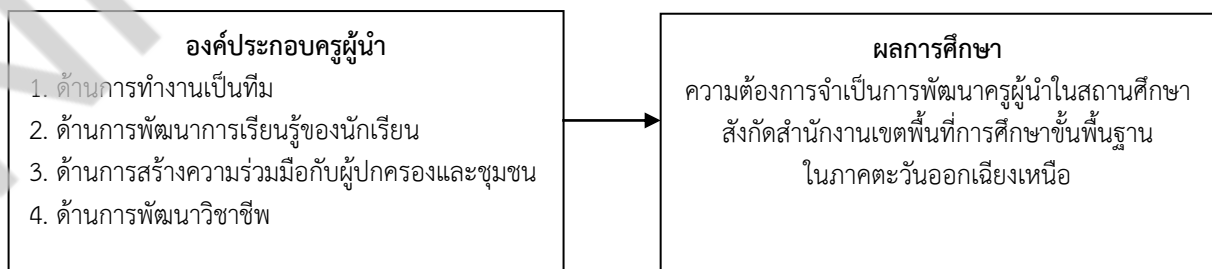 องค์ประกอบครูผู้นำ
1. ด้านการทำงานเป็นทีม
2. ด้านการพัฒนาการเรียนรู้ของนักเรียน
3. ด้านการสร้างความร่วมมือกับผู้ปกครองและชุมชน
4. ด้านการพัฒนาวิชาชีพ
ผลการศึกษา
ความต้องการจำเป็นการพัฒนาครูผู้นำในสถานศึกษา
สังกัดสำนักงานเขตพื้นที่การศึกษาขั้นพื้นฐาน
ในภาคตะวันออกเฉียงเหนือ